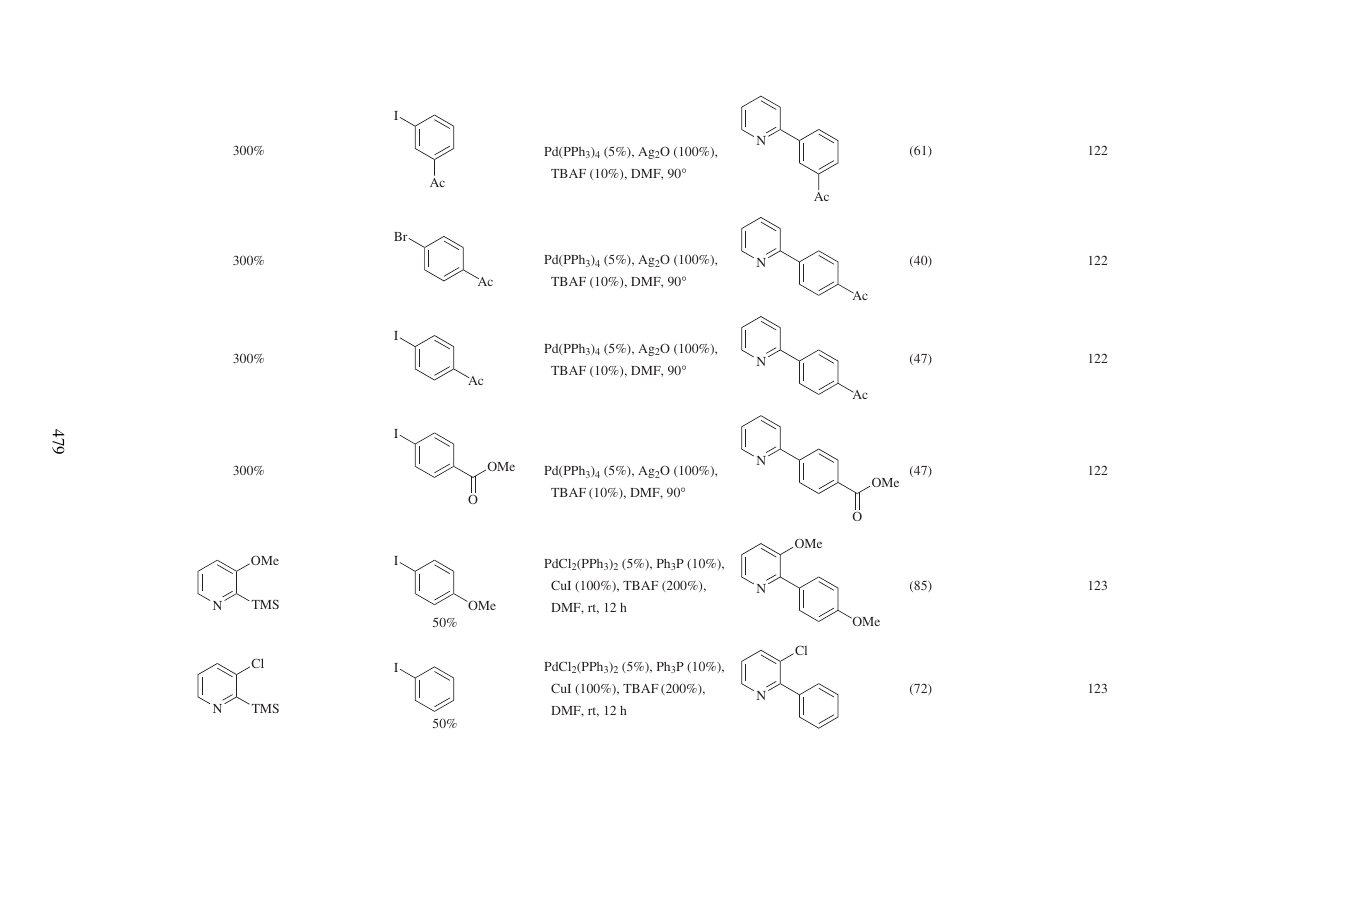 I
Ac
300%
Pd(PPh₃)₄ (5%), Ag₂O (100%),
TBAF (10%), DMF, 90°
N
Ac
(61)
122
Br
Ac
300%
Pd(PPh₃)₄ (5%), Ag₂O (100%),
TBAF (10%), DMF, 90°
N
Ac
(40)
122
I
Ac
300%
Pd(PPh₃)₄ (5%), Ag₂O (100%),
TBAF (10%), DMF, 90°
N
Ac
(47)
122
479
I
OMe
O
300%
Pd(PPh₃)₄ (5%), Ag₂O (100%),
TBAF (10%), DMF, 90°
N
OMe
O
(47)
122
OMe
N
TMS
I
OMe
50%
PdCl₂(PPh₃)₂ (5%), Ph₃P (10%),
CuI (100%), TBAF (200%),
DMF, rt, 12 h
OMe
N
OMe
(85)
123
Cl
N
TMS
I
50%
PdCl₂(PPh₃)₂ (5%), Ph₃P (10%),
CuI (100%), TBAF (200%),
DMF, rt, 12 h
Cl
N
(72)
123